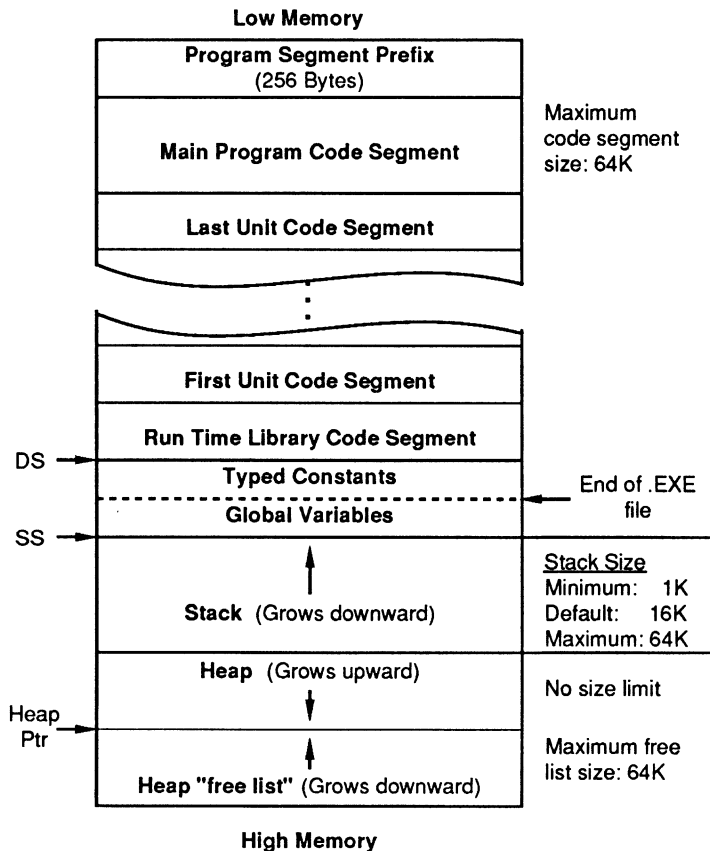 Low Memory
Program Segment Prefix
(256 Bytes)
Maximum
code segment
size: 64K
Main Program Code Segment
Last Unit Code Segment
First Unit Code Segment
Run Time Library Code Segment
DS
Typed Constants
End of .EXE
file
Global Variables
SS
Stack Size
Minimum: 1K
Default: 16K
Maximum: 64K
Stack (Grows downward)
Heap (Grows upward)
No size limit
Heap
Ptr
Maximum free
list size: 64K
Heap "free list" (Grows downward)
High Memory